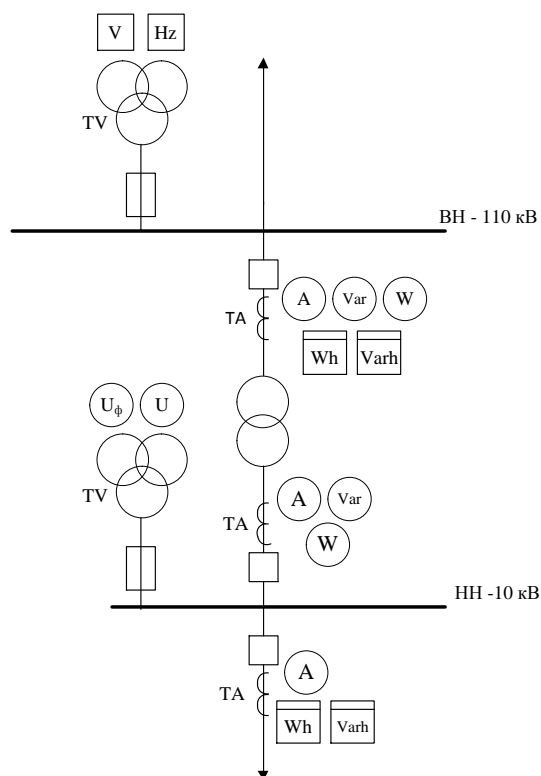 V Hz
TV
ВН - 110 кВ
TA A Var W
Wh Varh
Uф U
TV
TA A Var
W
НН -10 кВ
TA A
Wh Varh